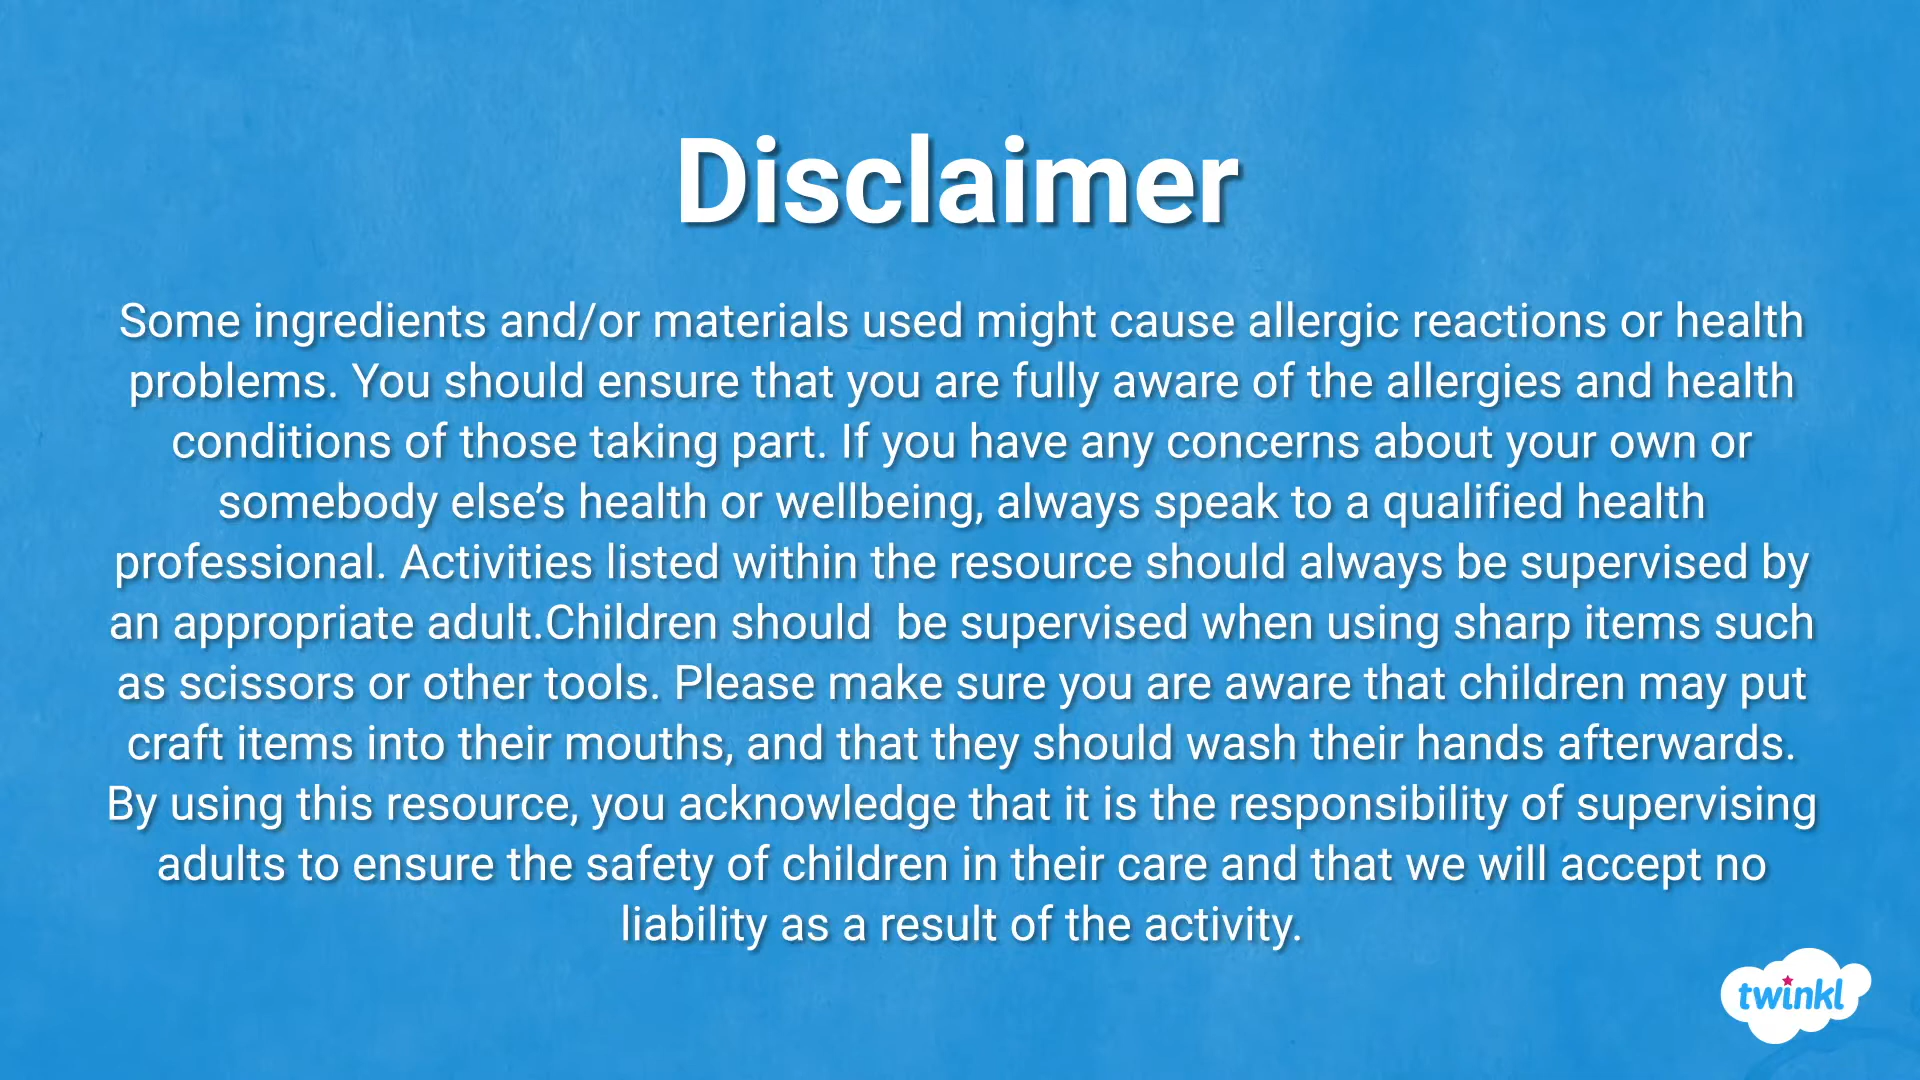 Disclaimer
Some ingredients and/or materials used might cause allergic reactions or health
problems. You should ensure that you are fully aware of the allergies and health
conditions of those taking part. If you have any concerns about your own or
somebody else’s health or wellbeing, always speak to a qualified health
professional. Activities listed within the resource should always be supervised by
an appropriate adult.Children should  be supervised when using sharp items such
as scissors or other tools. Please make sure you are aware that children may put
craft items into their mouths, and that they should wash their hands afterwards.
By using this resource, you acknowledge that it is the responsibility of supervising
adults to ensure the safety of children in their care and that we will accept no
liability as a result of the activity.
twinkl